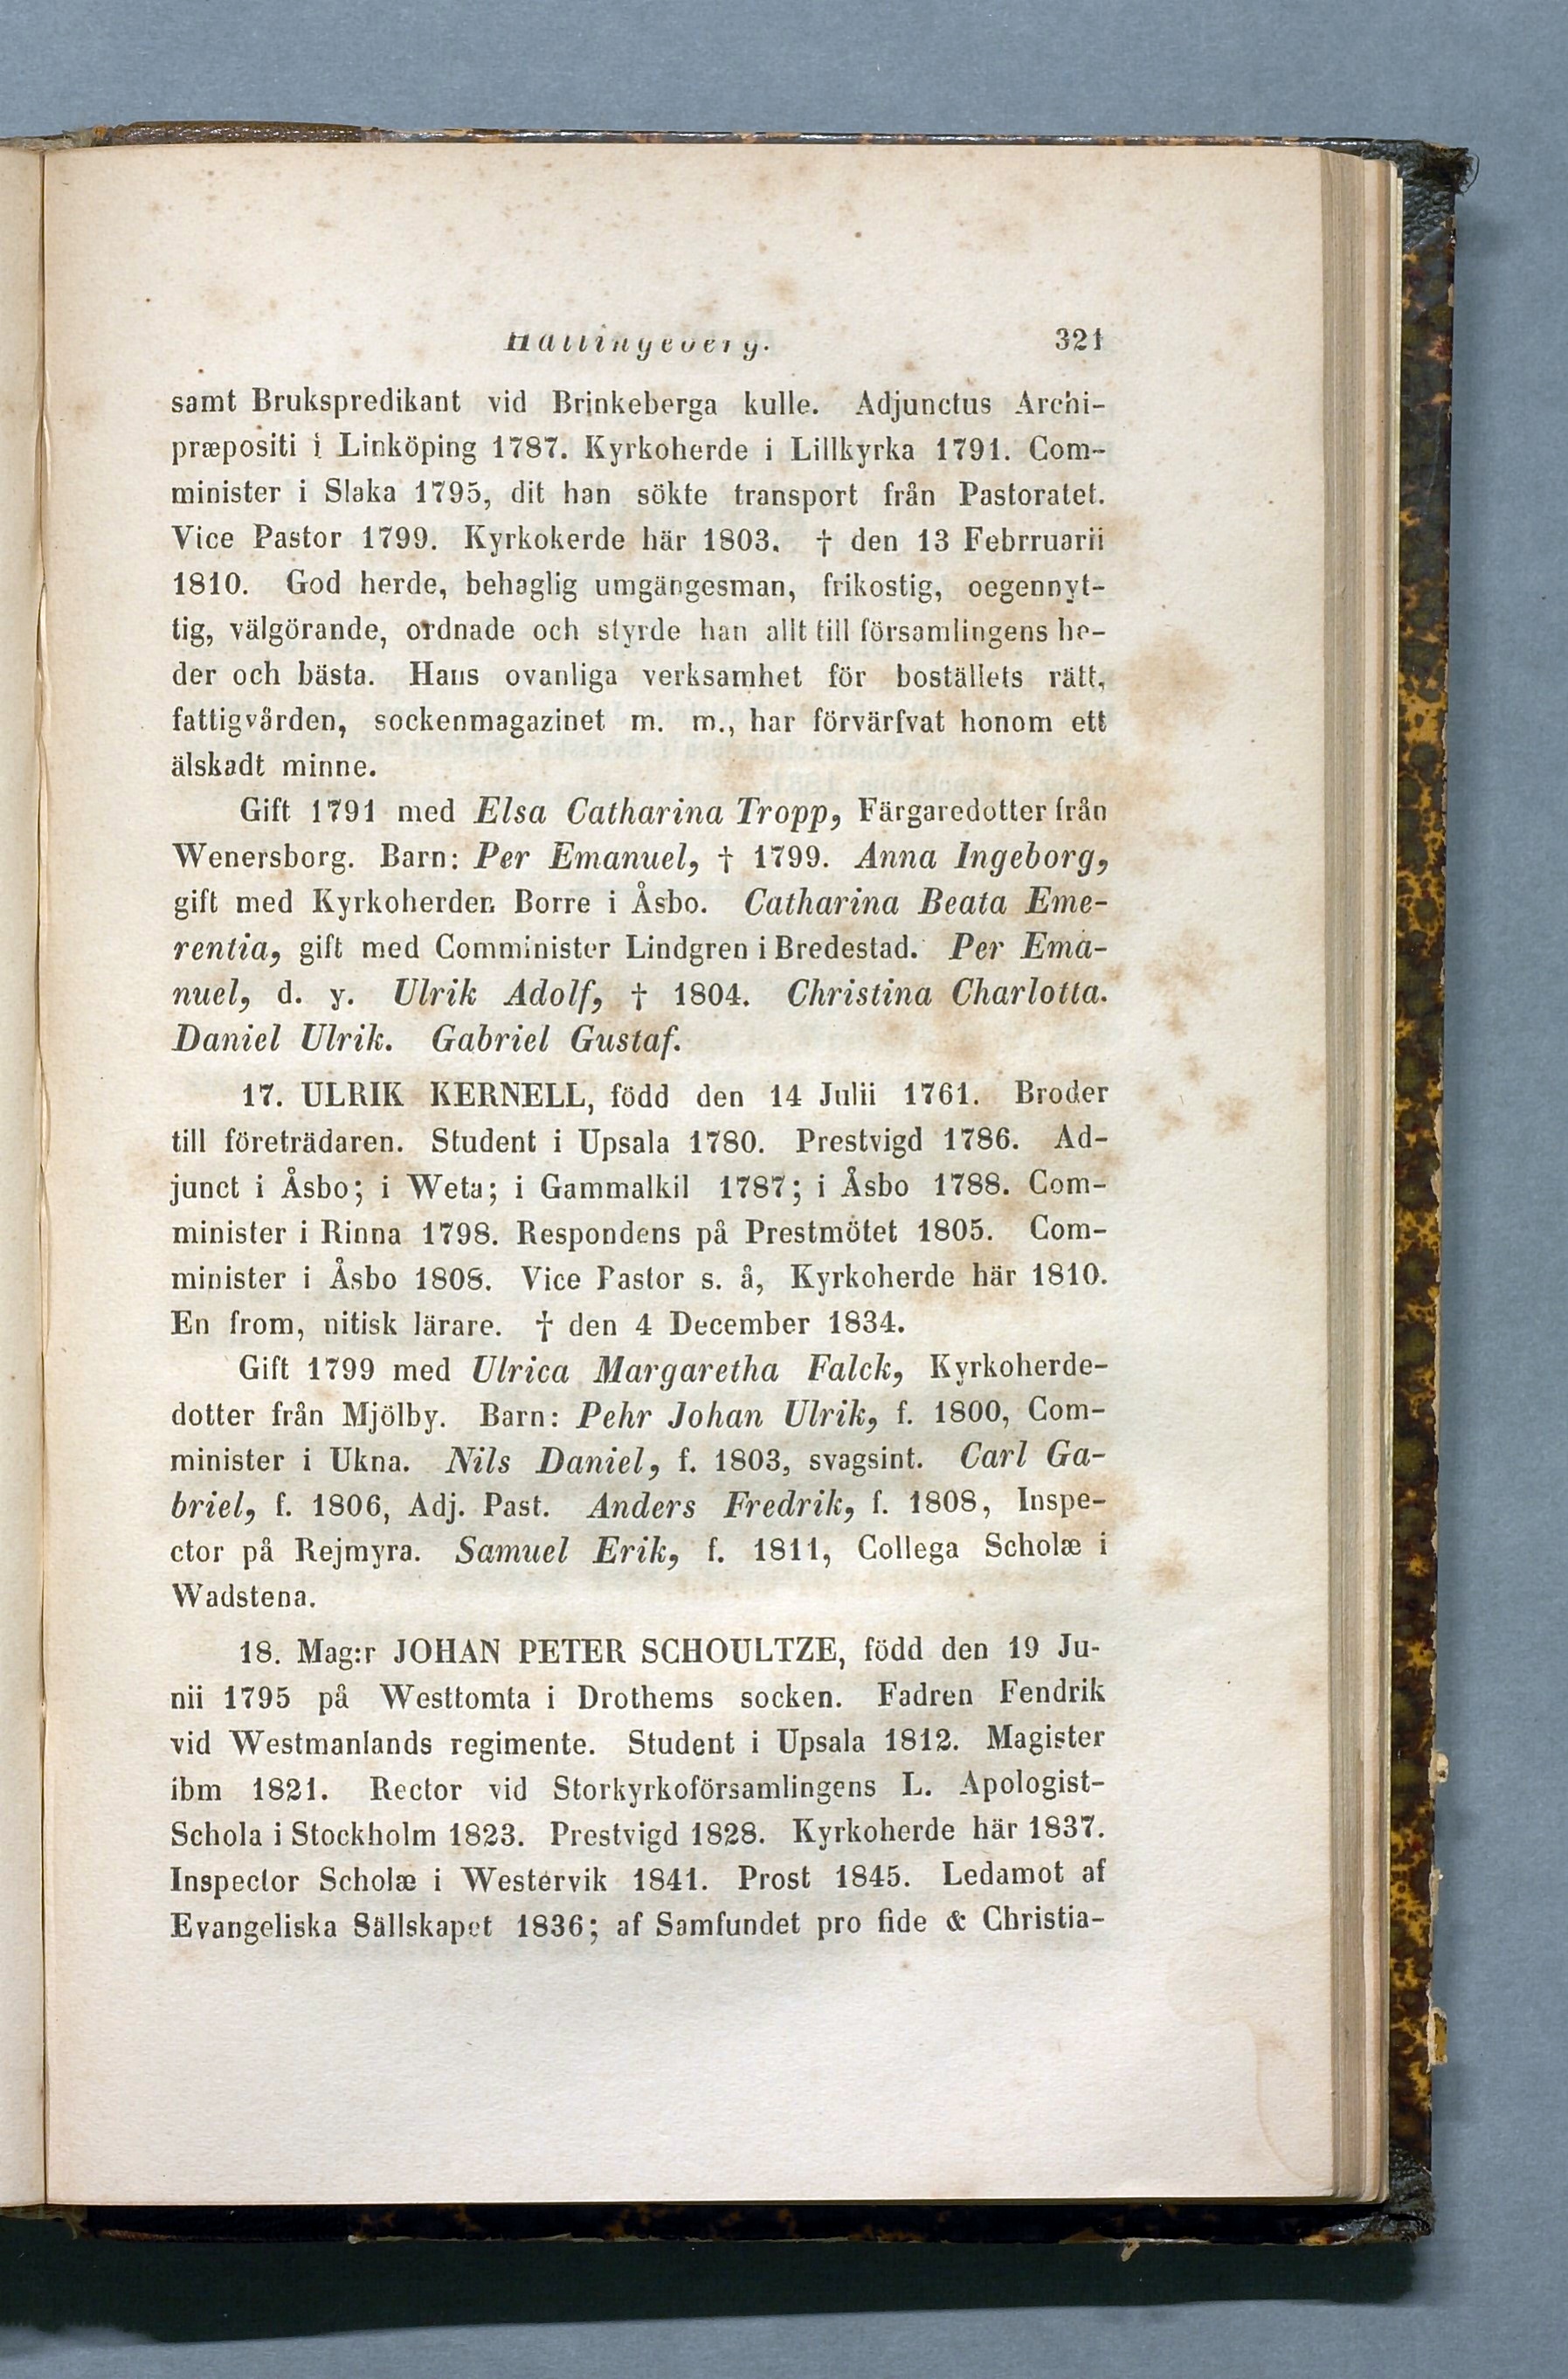 321
samt Brukspredikant vid Brinkeberga kulle. Adjunctus Archi-
præpositi i Linköping 1787. Kyrkoherde i Lillkyrka 1791. Com-
minister i Slaka 1795, dit han sökte transport från Pastoratet.
Vice Pastor 1799. Kyrkokerde här 1803. † den 13 Febrruarii
1810. God herde, behaglig umgängesman, frikostig, oegennyt-
tig, välgörande, ordnade och styrde han allt till församlingens he-
der och bästa. Hans ovanliga verksamhet för boställets rätt,
fattigvården, sockenmagazinet m. m., har förvärfvat honom ett
älskadt minne.
Gift 1791 med Elsa Catharina Tropp, Färgaredotter från
Wenersborg. Barn: Per Emanuel, † 1799. Anna Ingeborg,
gift med Kyrkoherden Borre i Åsbo. Catharina Beata Eme-
rentia, gift med Comminister Lindgren i Bredestad. Per Ema-
nuel, d. y. Ulrik Adolf, † 1804. Christina Charlotta.
Daniel Ulrik. Gabriel Gustaf.
17. ULRIK KERNELL, född den 14 Julii 1761. Broder
till företrädaren. Student i Upsala 1780. Prestvigd 1786. Ad-
junct i Åsbo; i Weta; i Gammalkil 1787; i Åsbo 1788. Com-
minister i Rinna 1798. Respondens på Prestmötet 1805. Com-
minister i Åsbo 1808. Vice Pastor s. å, Kyrkoherde här 1810.
En from, nitisk lärare. † den 4 December 1834.
Gift 1799 med Ulrica Margaretha Falck, Kyrkoherde-
dotter från Mjölby. Barn: Pehr Johan Ulrik, f. 1800, Com-
minister i Ukna. Nils Daniel, f. 1803, svagsint. Carl Ga-
briel, f. 1806, Adj. Past. Anders Fredrik, f. 1808, Inspe-
ctor på Rejmyra. Samuel Erik, f. 1811, Collega Scholæ i
Wadstena.
18. Mag:r JOHAN PETER SCHOULTZE, född den 19 Ju-
nii 1795 på Westtomta i Drothems socken. Fadren Fendrik
vid Westmanlands regimente. Student i Upsala 1812. Magister
ibm 1821. Rector vid Storkyrkoförsamlingens L. Apologist-
Schola i Stockholm 1823. Prestvigd 1828. Kyrkoherde här 1837.
Inspector Scholæ i Westervik 1841. Prost 1845. Ledamot af
Evangeliska Sällskapet 1836; af Samfundet pro fide & Christia-